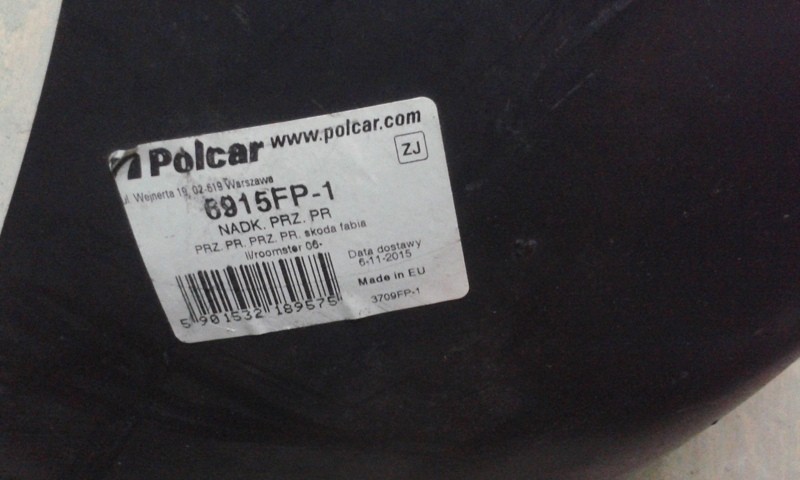 Polcar www.polcar.com
ZJ
ul. Wejnerta 19, 02-619 Warszawa
6915FP-1
NADK. PRZ. PR
PRZ. PR. PRZ. PR. skoda fabia
II/roomster 06-
Data dostawy
6-11-2015
Made in EU
3709FP-1
5 901532 189575